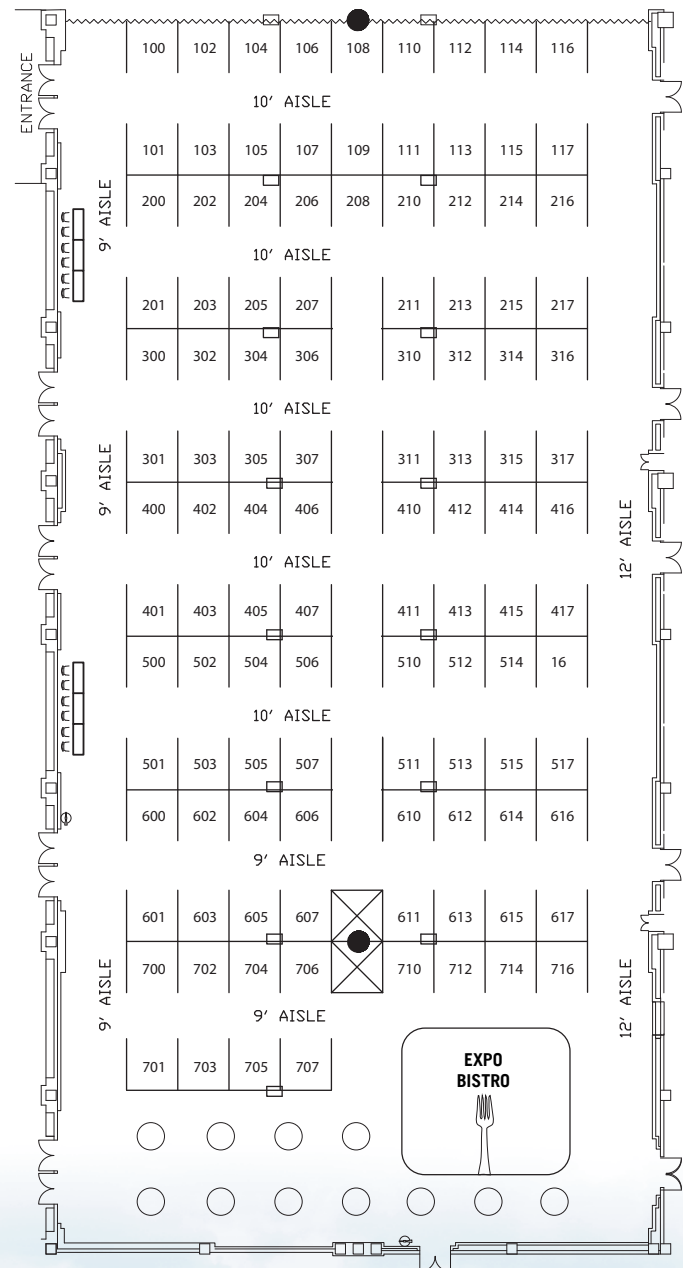 ENTRANCE
100 102 104 106 108 110 112 114 116
10' AISLE
101 103 105 107 109 111 113 115 117
200 202 204 206 208 210 212 214 216
9' AISLE
10' AISLE
201 203 205 207 211 213 215 217
300 302 304 306 310 312 314 316
10' AISLE
301 303 305 307 311 313 315 317
400 402 404 406 410 412 414 416
9' AISLE
12' AISLE
10' AISLE
401 403 405 407 411 413 415 417
500 502 504 506 510 512 514 16
10' AISLE
501 503 505 507 511 513 515 517
600 602 604 606 610 612 614 616
9' AISLE
601 603 605 607 611 613 615 617
700 702 704 706 710 712 714 716
9' AISLE
12' AISLE
9' AISLE
701 703 705 707
EXPO
BISTRO